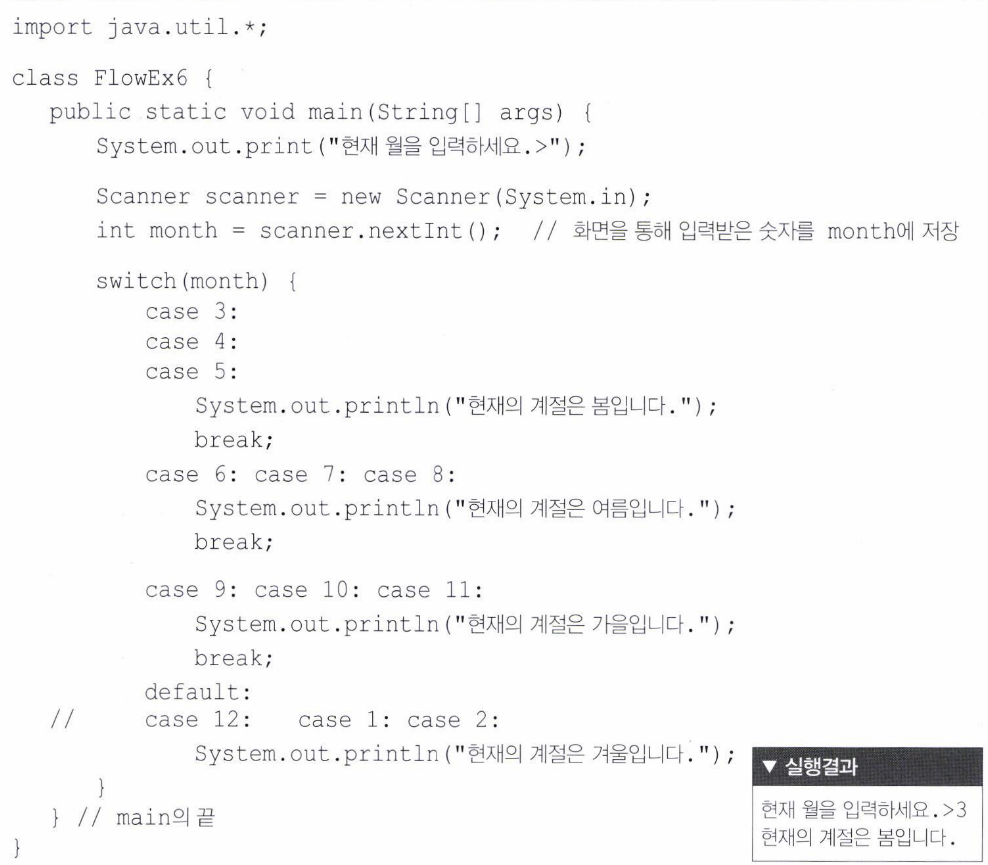 import java.util.*;
class FlowEx6 {
public static void main(String[] args) {
System.out.print("현재 월을 입력하세요.>");
Scanner scanner = new Scanner(System.in);
int month = scanner.nextInt(); // 화면을 통해 입력받은 숫자를 month에 저장
switch(month) {
case 3:
case 4:
case 5:
System.out.println("현재의 계절은 봄입니다.");
break;
case 6: case 7: case 8:
System.out.println("현재의 계절은 여름입니다.");
break;
case 9: case 10: case 11:
System.out.println("현재의 계절은 가을입니다.");
break;
default:
// case 12: case 1: case 2:
System.out.println("현재의 계절은 겨울입니다.");
}
} // main의 끝
}
▼ 실행결과
현재 월을 입력하세요.>3
현재의 계절은 봄입니다.